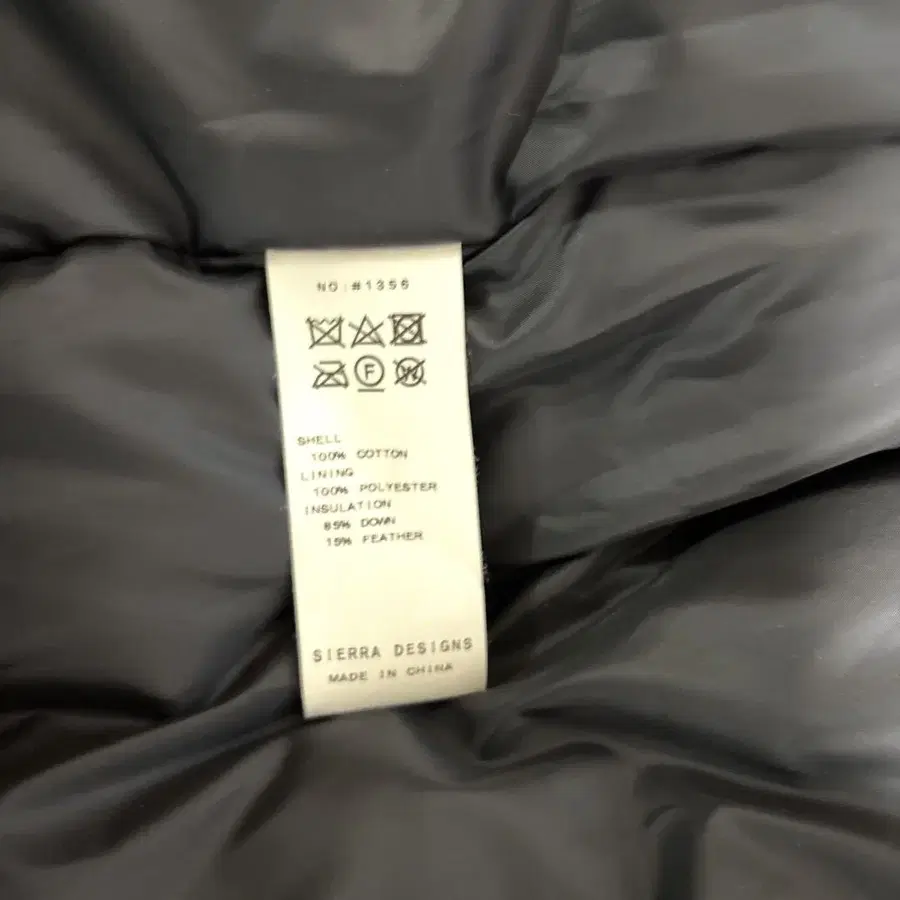 NO:#1356
F
W
SHELL
100% COTTON
LINING
100% POLYESTER
INSULATION
85% DOWN
15% FEATHER
SIERRA DESIGNS
MADE IN CHINA